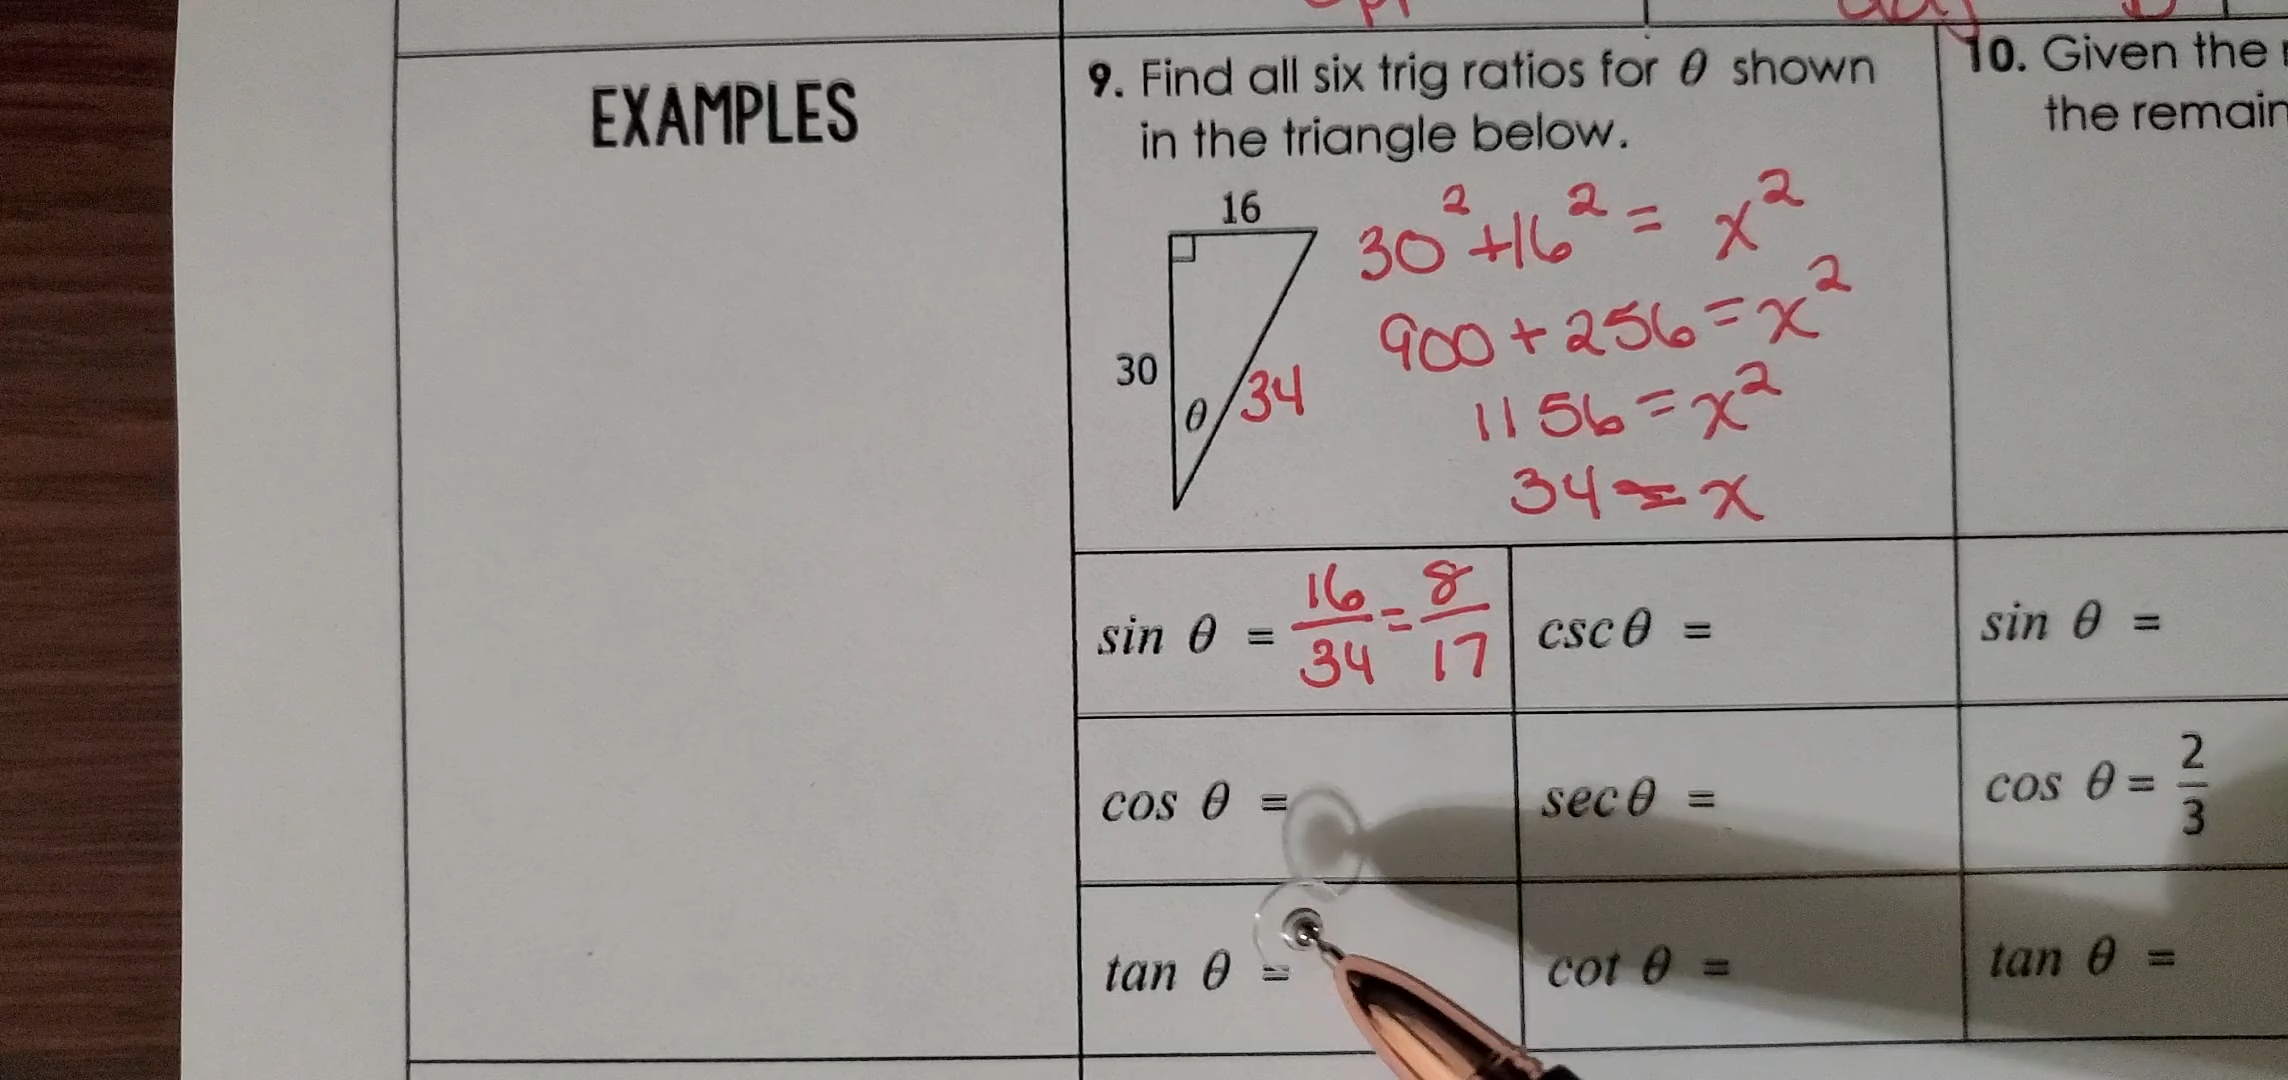 EXAMPLES
9. Find all six trig ratios for θ shown
in the triangle below.
16
30
θ
34
30² + 16² = x²
900 + 256 = x²
1156 = x²
34 = x
sin θ = 16/34 = 8/17
csc θ =
cos θ =
sec θ =
tan θ =
cot θ =
10. Given the
the remain
sin θ =
cos θ = 2/3
tan θ =